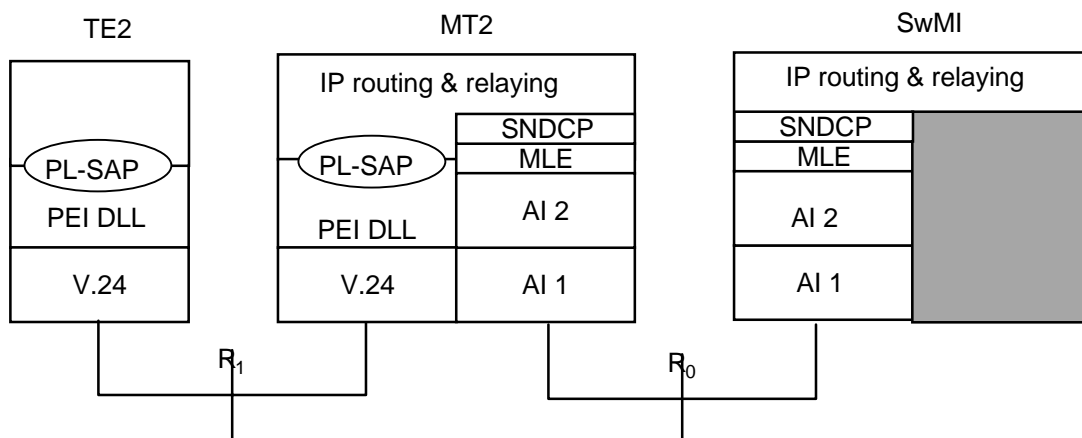 TE2
MT2
SwMI
IP routing & relaying
IP routing & relaying
SNDCP
SNDCP
PL-SAP
PL-SAP
MLE
MLE
PEI DLL
PEI DLL
AI 2
AI 2
V.24
V.24
AI 1
AI 1
R1
R0